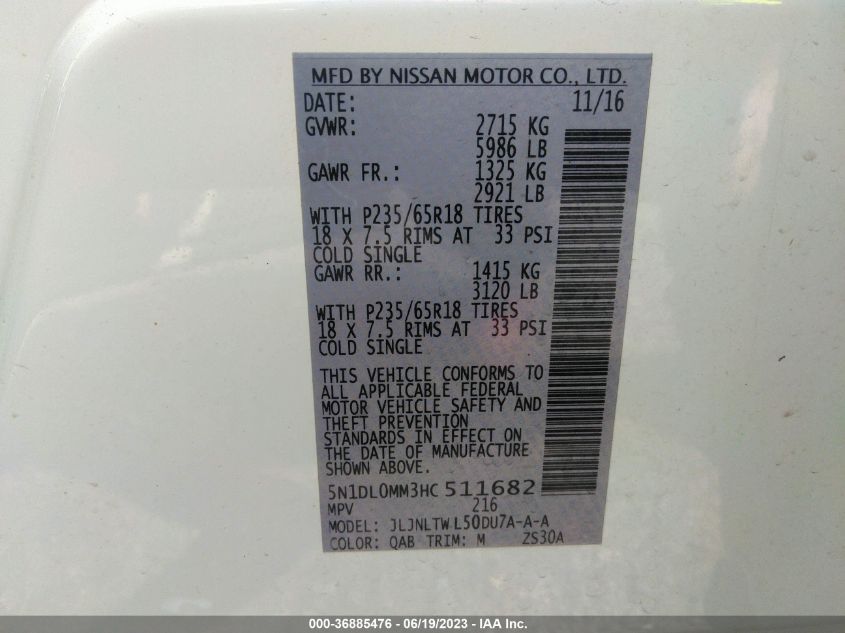 MFD BY NISSAN MOTOR CO., LTD.
DATE: 11/16
GVWR: 2715 KG
5986 LB
GAWR FR.: 1325 KG
2921 LB
WITH P235/65R18 TIRES
18 X 7.5 RIMS AT 33 PSI
COLD SINGLE
GAWR RR.: 1415 KG
3120 LB
WITH P235/65R18 TIRES
18 X 7.5 RIMS AT 33 PSI
COLD SINGLE
THIS VEHICLE CONFORMS TO
ALL APPLICABLE FEDERAL
MOTOR VEHICLE SAFETY AND
THEFT PREVENTION
STANDARDS IN EFFECT ON
THE DATE OF MANUFACTURE
SHOWN ABOVE.
5N1DL0MM3HC 511682
MPV 216
MODEL: JLJNLTW L50DU7A-A-A
COLOR: QAB TRIM: M ZS30A
000-36885476 - 06/19/2023 - IAA Inc.